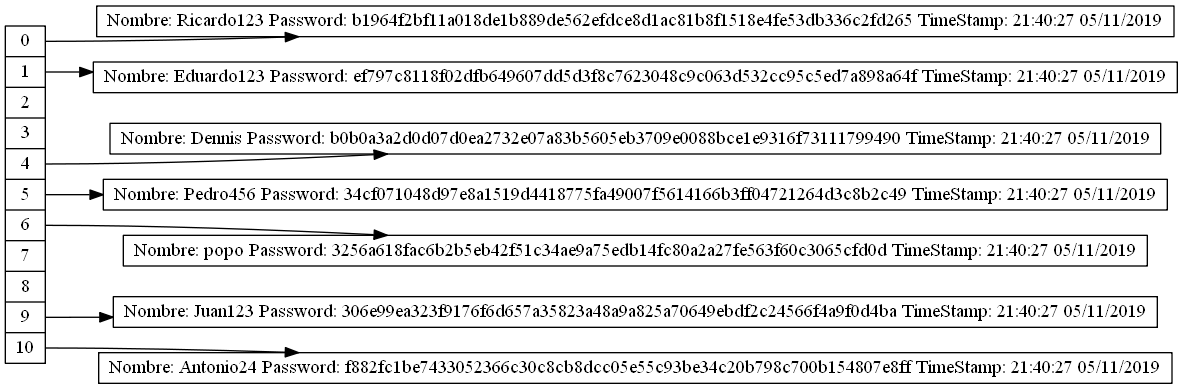 0
Nombre: Ricardo123 Password: b1964f2bf11a018de1b889de562efdce8d1ac81b8f1518e4fe53db336c2fd265 TimeStamp: 21:40:27 05/11/2019
1
Nombre: Eduardo123 Password: ef797c8118f02dfb649607dd5d3f8c7623048c9c063d532cc95c5ed7a898a64f TimeStamp: 21:40:27 05/11/2019
2
3
4
Nombre: Dennis Password: b0b0a3a2d0d07d0ea2732e07a83b5605eb3709e0088bce1e9316f73111799490 TimeStamp: 21:40:27 05/11/2019
5
Nombre: Pedro456 Password: 34cf071048d97e8a1519d4418775fa49007f5614166b3ff04721264d3c8b2c49 TimeStamp: 21:40:27 05/11/2019
6
Nombre: popo Password: 3256a618fac6b2b5eb42f51c34ae9a75edb14fc80a2a27fe563f60c3065cfd0d TimeStamp: 21:40:27 05/11/2019
7
8
9
Nombre: Juan123 Password: 306e99ea323f9176f6d657a35823a48a9a825a70649ebdf2c24566f4a9f0d4ba TimeStamp: 21:40:27 05/11/2019
10
Nombre: Antonio24 Password: f882fc1be7433052366c30c8cb8dcc05e55c93be34c20b798c700b154807e8ff TimeStamp: 21:40:27 05/11/2019